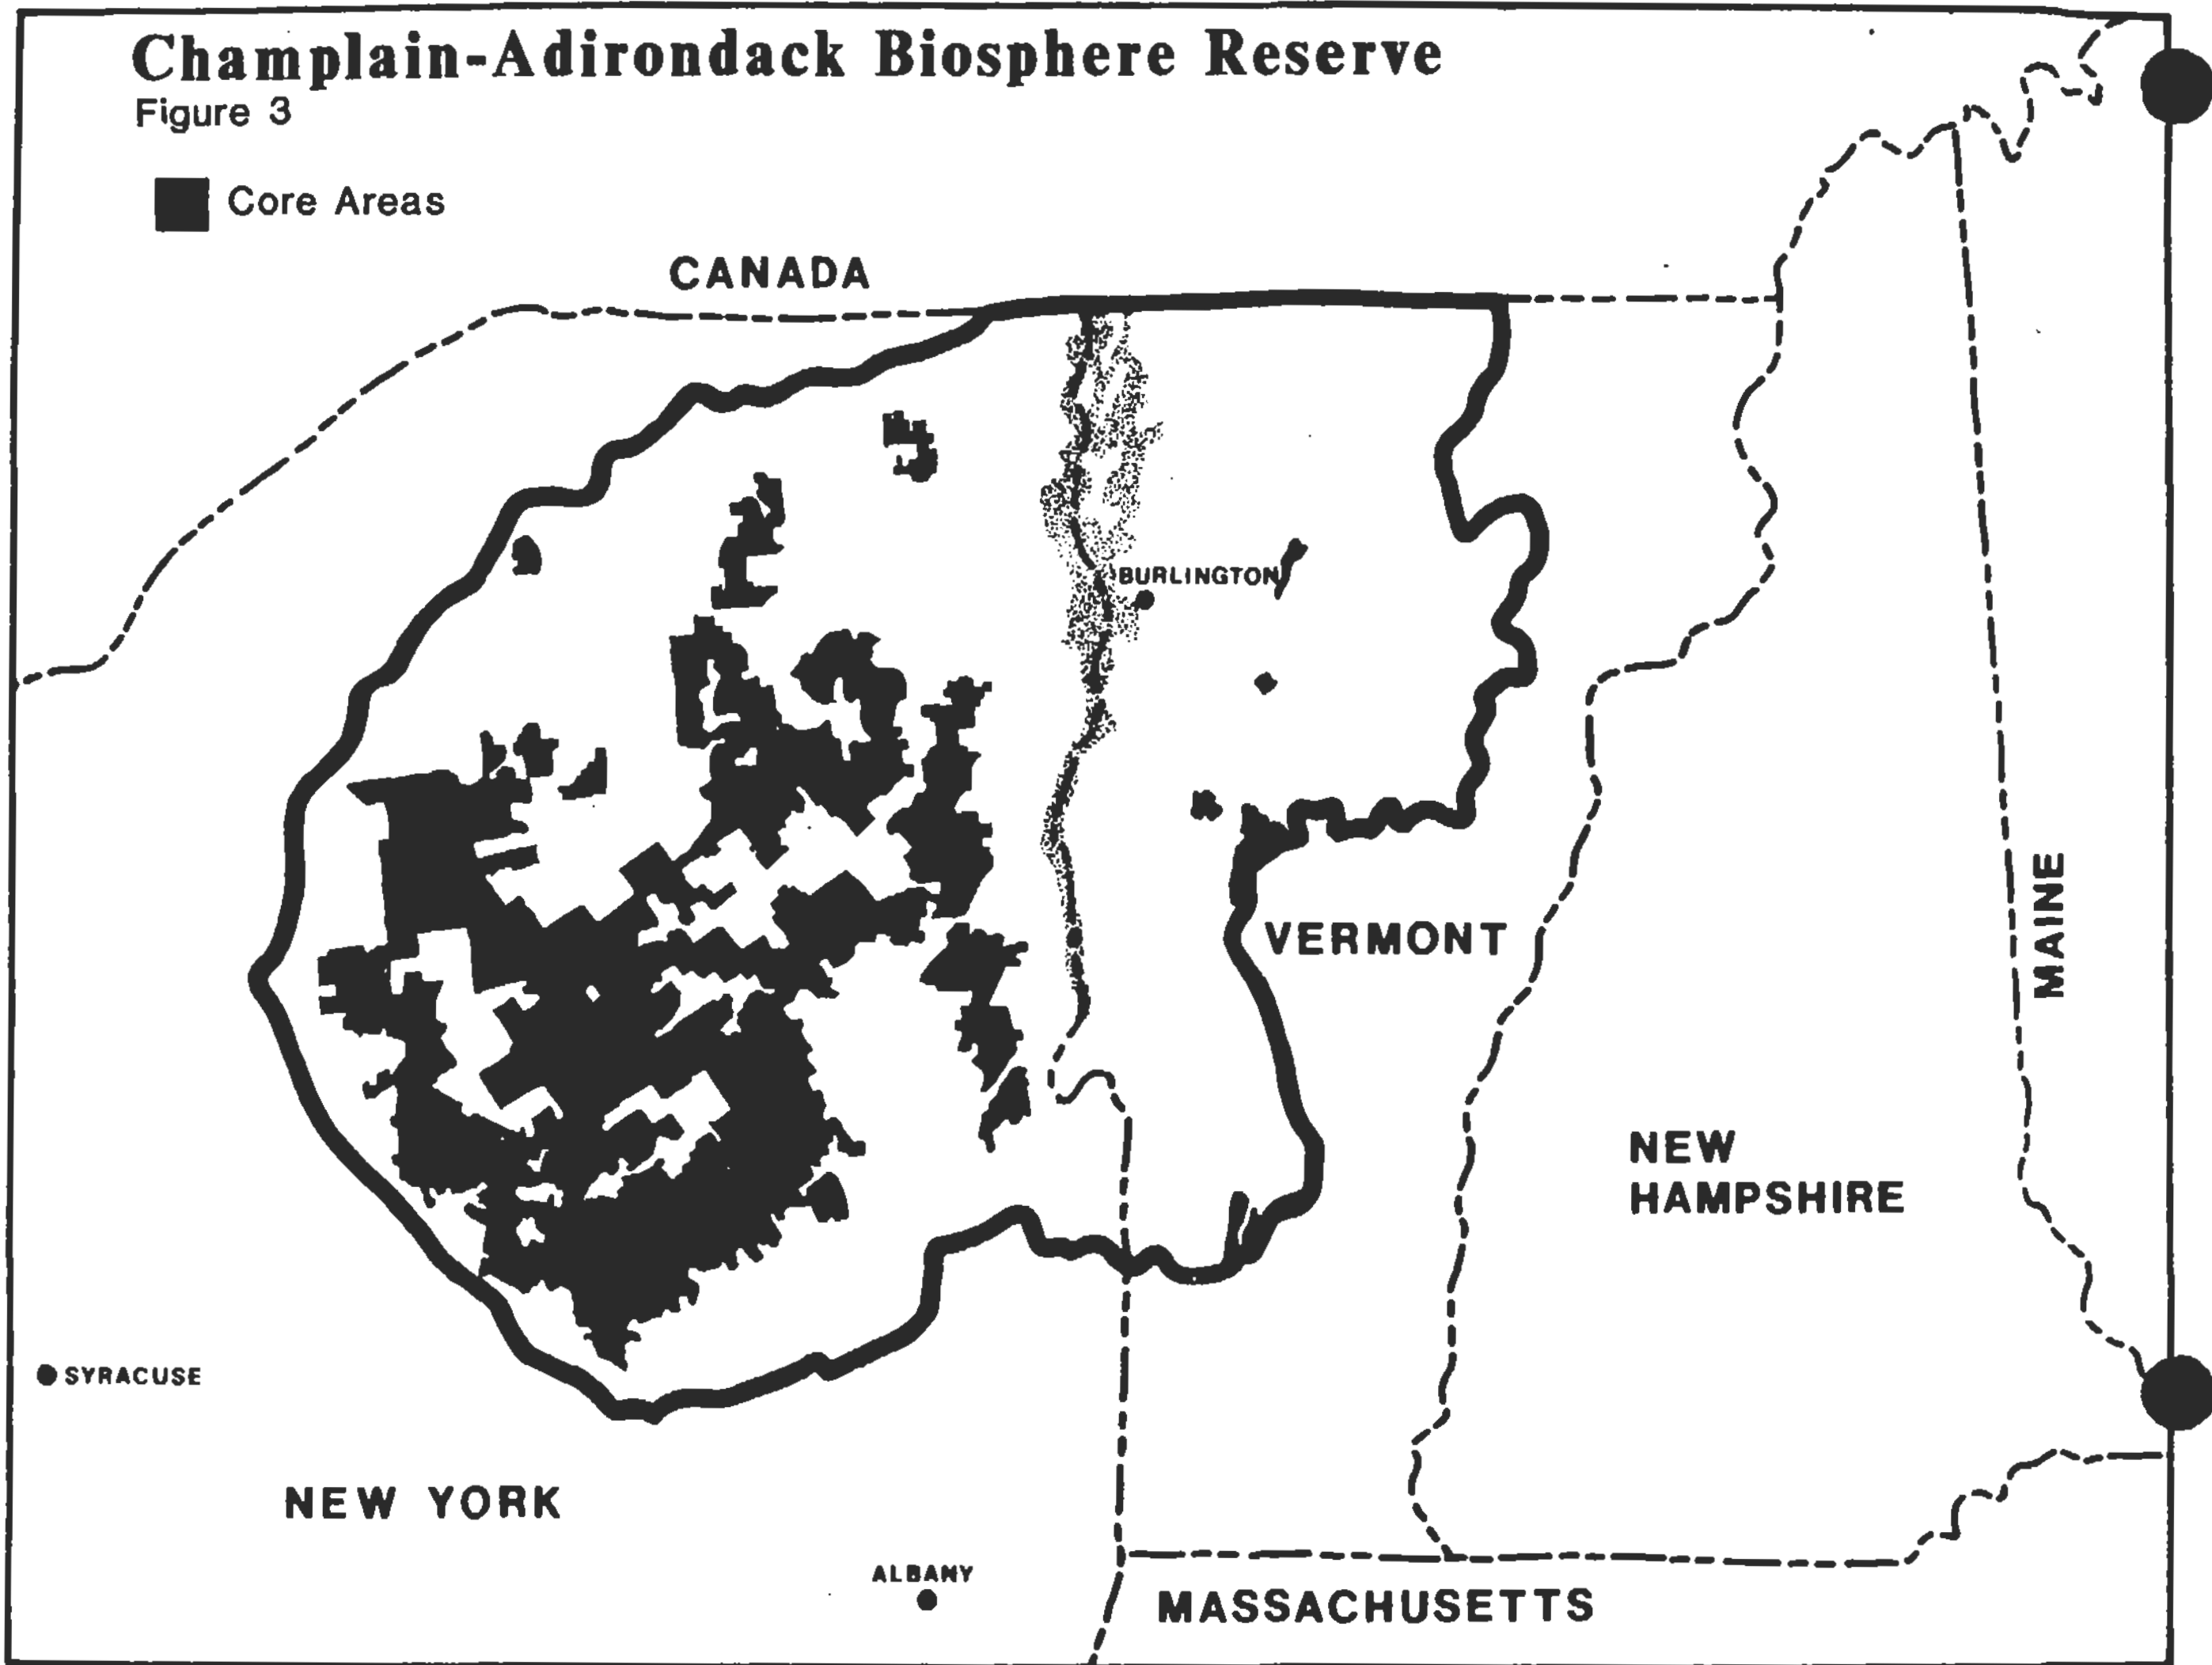 Champlain-Adirondack Biosphere Reserve
Figure 3
Core Areas
CANADA
BURLINGTON
VERMONT
MAINE
NEW
HAMPSHIRE
SYRACUSE
NEW YORK
ALBANY
MASSACHUSETTS